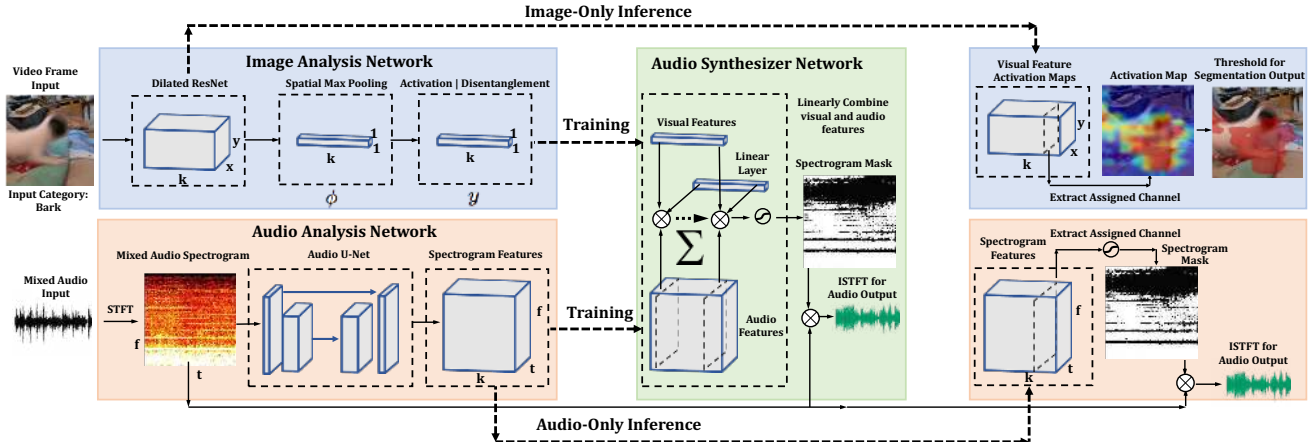 Image-Only Inference
Video Frame
Input
Input Category:
Bark
Image Analysis Network
Dilated ResNet
y
x
k
Spatial Max Pooling
1
1
k
ϕ
Activation | Disentanglement
1
1
k
y
Training
Audio Synthesizer Network
Visual Features
Linear
Layer
Linearly Combine
visual and audio
features
Spectrogram Mask
∑
Audio Features
ISTFT for
Audio Output
Visual Feature
Activation Maps
y
x
k
Activation Map
Threshold for
Segmentation Output
Extract Assigned Channel
Mixed Audio
Input
STFT
Audio Analysis Network
Mixed Audio Spectrogram
f
t
Audio U-Net
Spectrogram Features
f
t
k
Training
Spectrogram
Features
f
t
k
Extract Assigned Channel
Spectrogram
Mask
ISTFT for
Audio Output
Audio-Only Inference